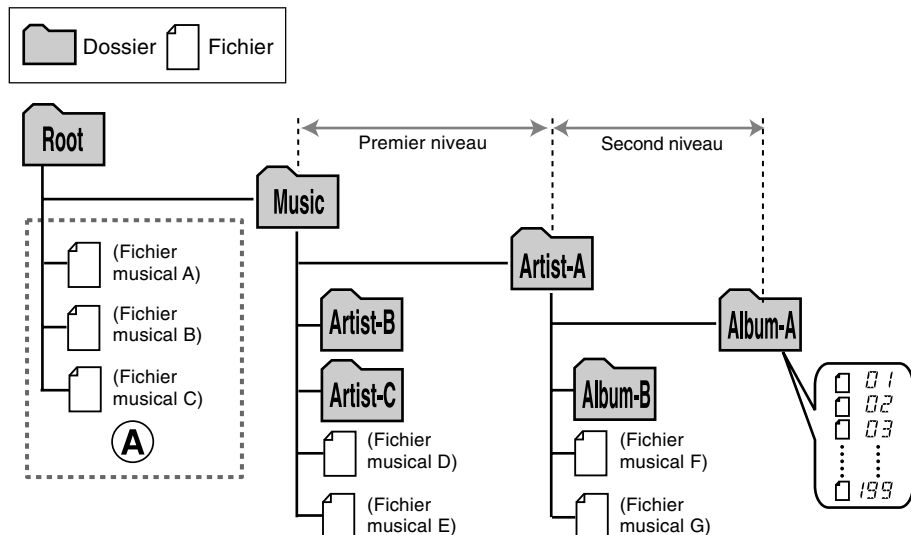 Dossier
Fichier
Root
Premier niveau
Second niveau
Music
(Fichier
musical A)
Artist-A
(Fichier
musical B)
Artist-B
Album-A
(Fichier
musical C)
Artist-C
Album-B
A
(Fichier
musical D)
(Fichier
musical F)
(Fichier
musical E)
(Fichier
musical G)
01
02
03
199